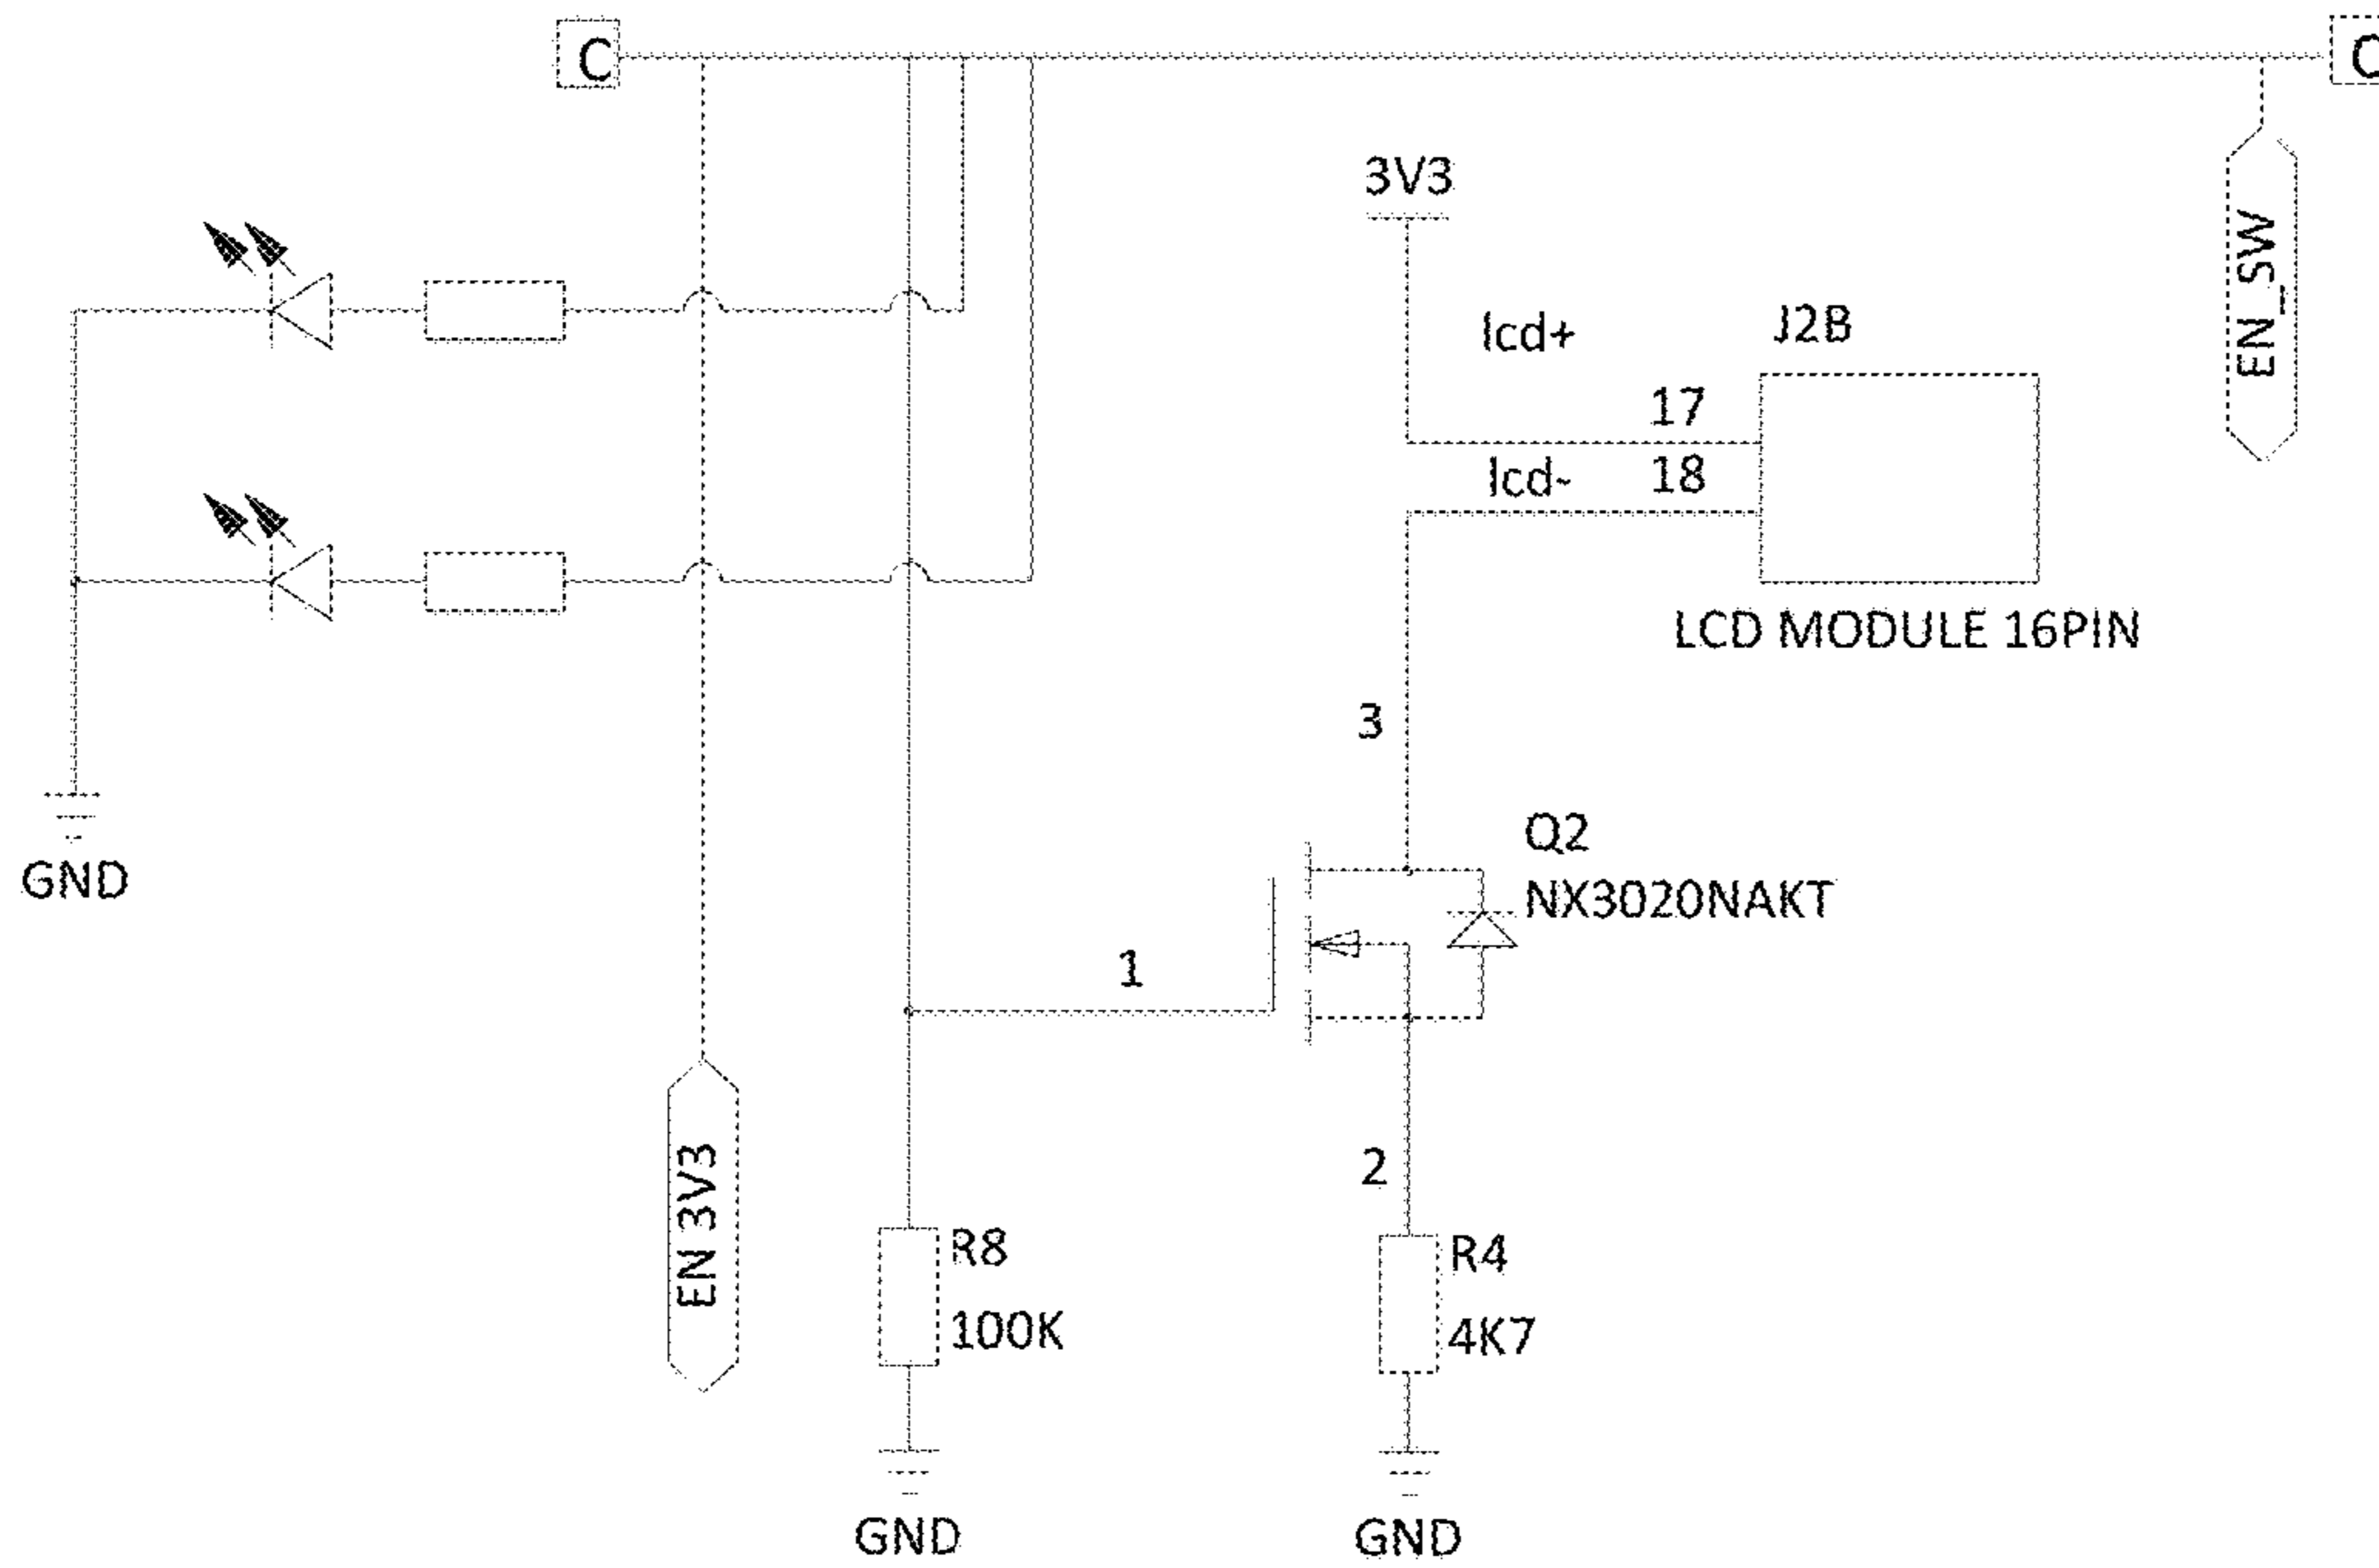 C
C
3V3
EN_SW
lcd+
J2B
17
lcd-
18
LCD MODULE 16PIN
3
Q2
NX3020NAKT
GND
1
2
EN 3V3
R8
100K
R4
4K7
GND
GND